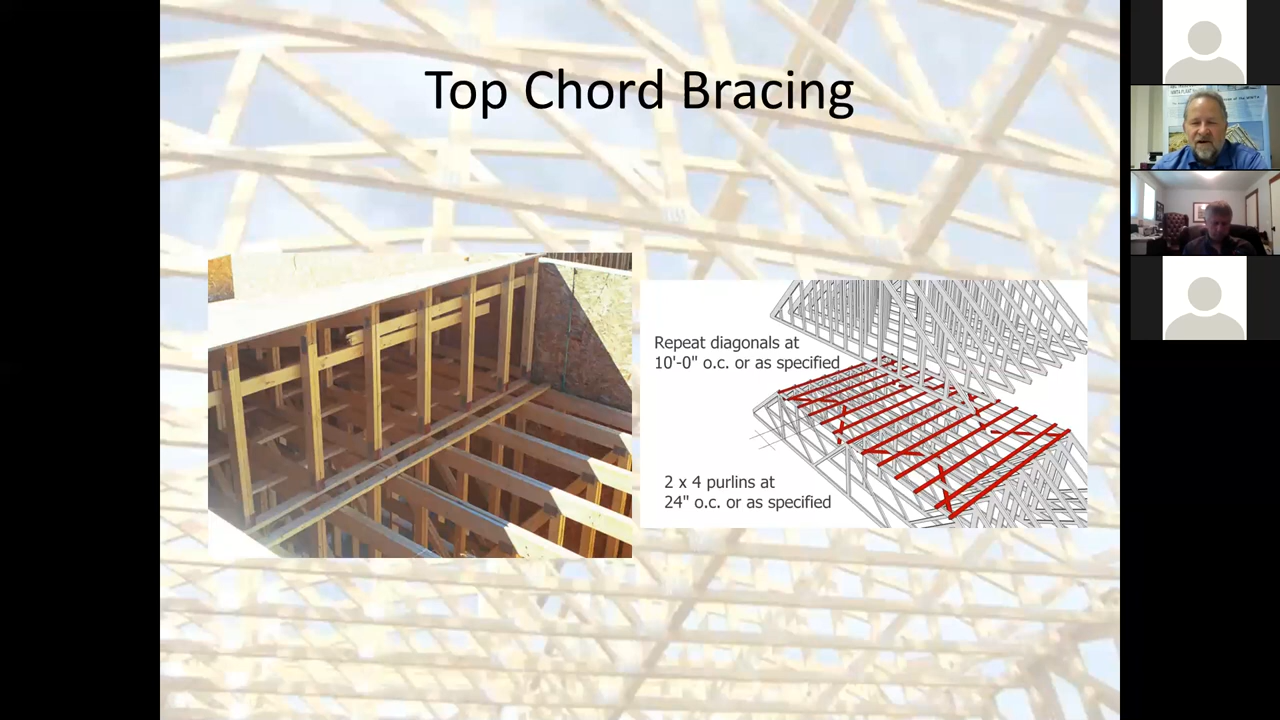 Top Chord Bracing
Repeat diagonals at
10'-0" o.c. or as specified
2 x 4 purlins at
24" o.c. or as specified